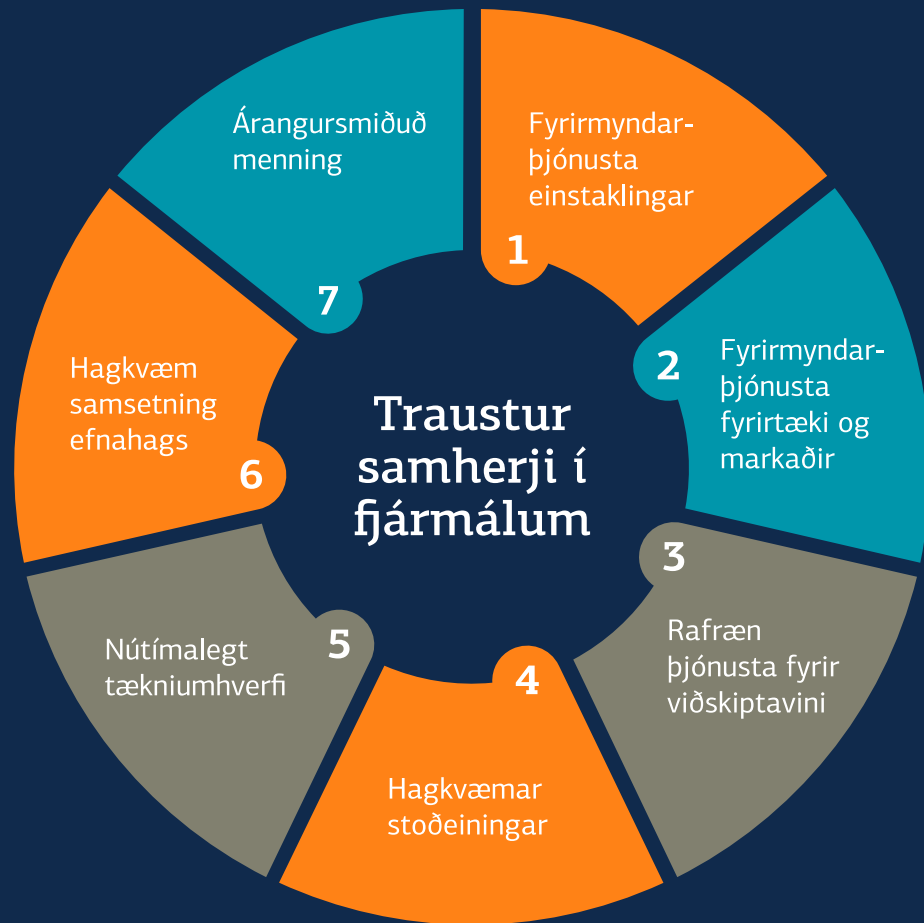 Traustur
samherji í
fjármálum
1
Fyrirmyndar-
þjónusta
einstaklingar
2
Fyrirmyndar-
þjónusta
fyrirtæki og
markaðir
3
Rafræn
þjónusta fyrir
viðskiptavini
4
Hagkvæmar
stoðeiningar
5
Nútímalegt
tækniumhverfi
6
Hagkvæm
samsetning
efnahags
7
Árangursmiðuð
menning